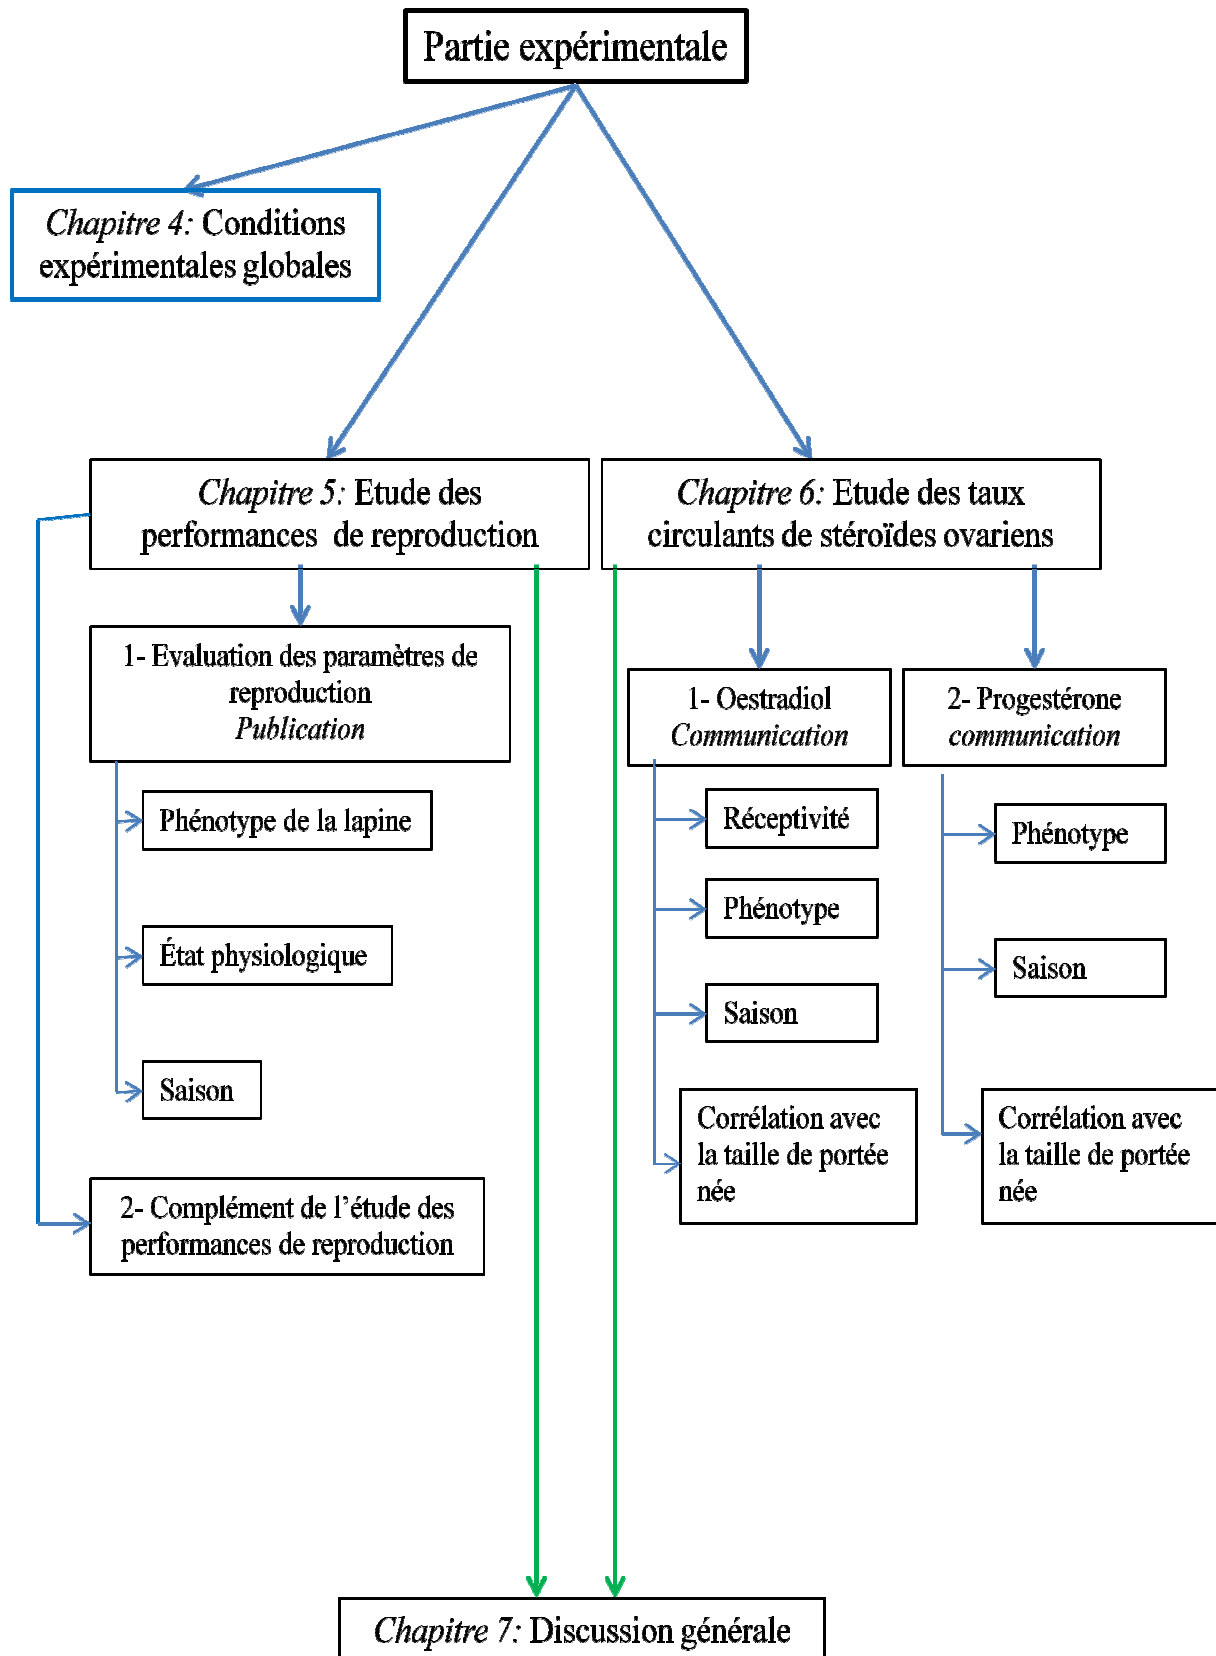 Partie expérimentale
Chapitre 4: Conditions
expérimentales globales
Chapitre 5: Etude des
performances de reproduction
Chapitre 6: Etude des taux
circulants de stéroïdes ovariens
1- Evaluation des paramètres de
reproduction
Publication
Phénotype de la lapine
État physiologique
Saison
2- Complément de l’étude des
performances de reproduction
1- Oestradiol
Communication
Réceptivité
Phénotype
Saison
Corrélation avec
la taille de portée
née
2- Progestérone
communication
Phénotype
Saison
Corrélation avec
la taille de portée
née
Chapitre 7: Discussion générale